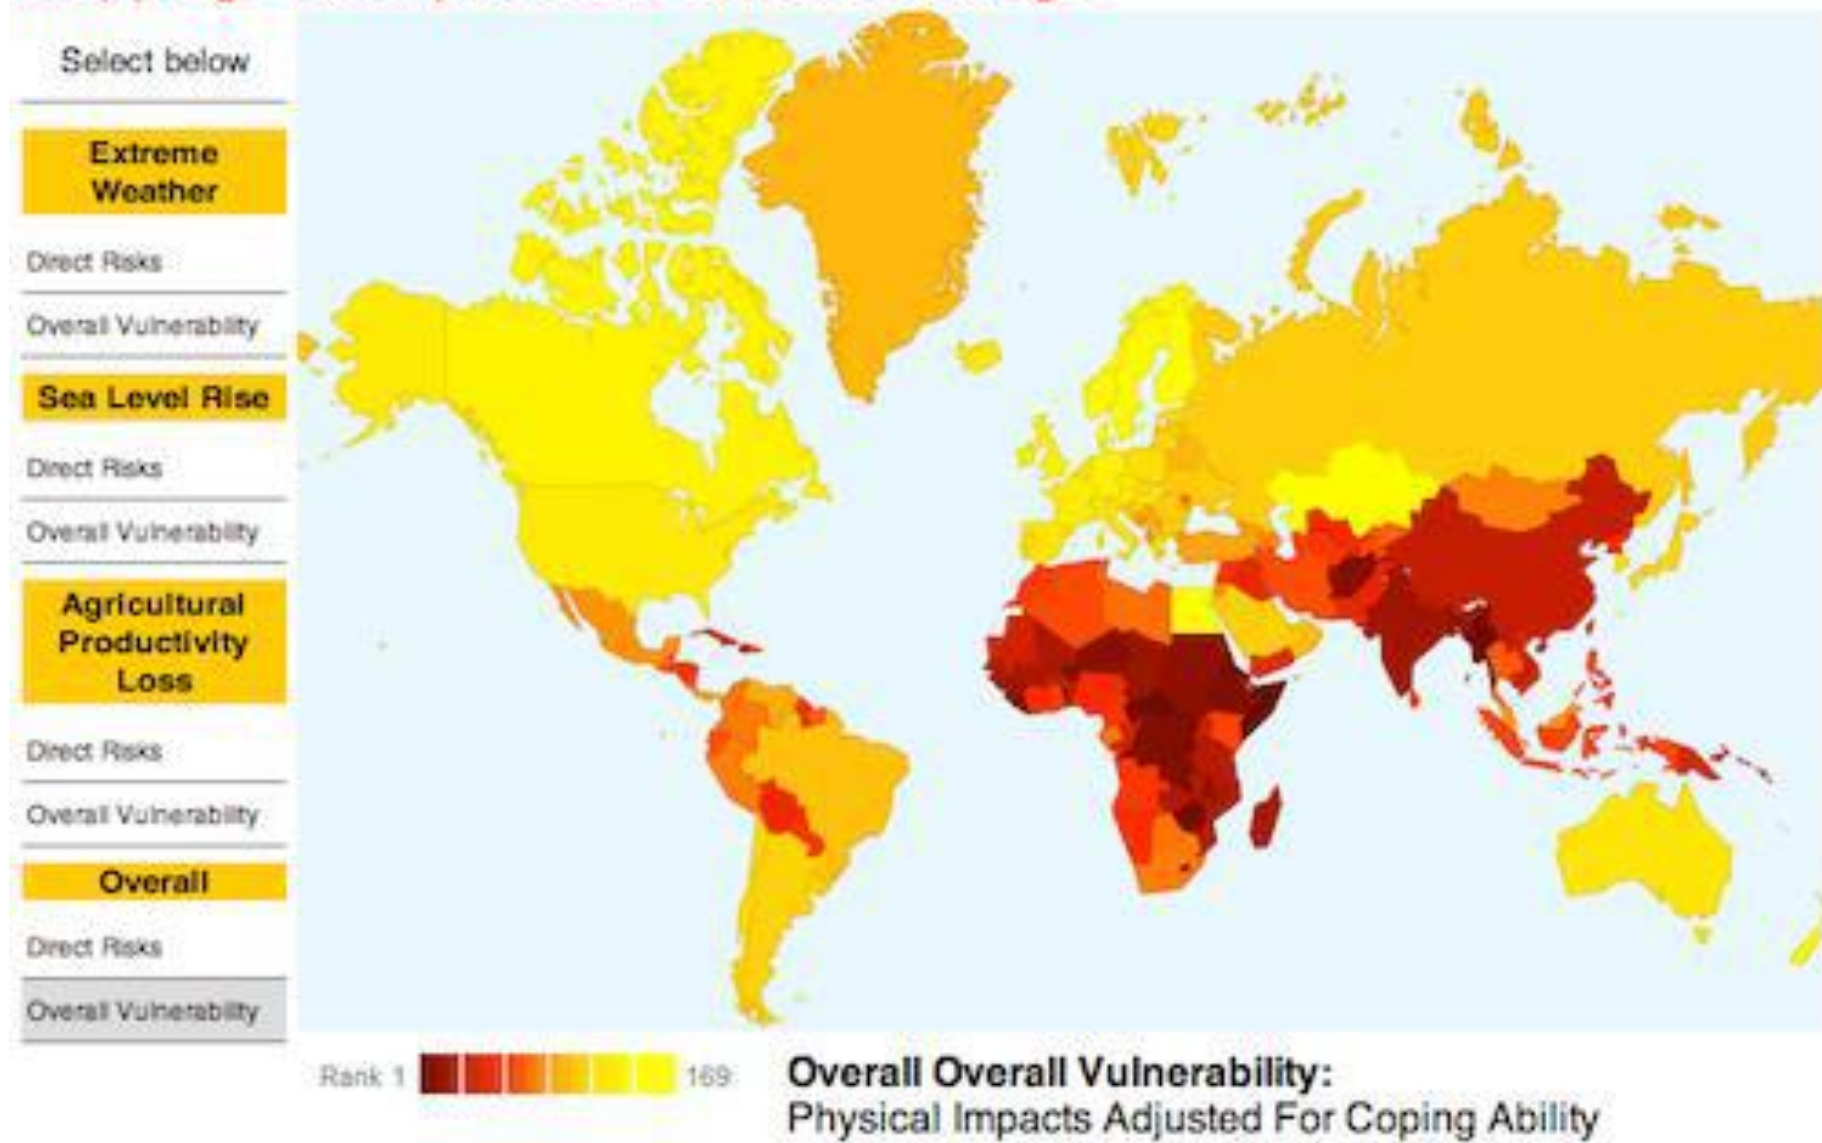 Select below
Extreme
Weather
Direct Risks
Overall Vulnerability
Sea Level Rise
Direct Risks
Overall Vulnerability
Agricultural
Productivity
Loss
Direct Risks
Overall Vulnerability
Overall
Direct Risks
Overall Vulnerability
Rank 1
169
Overall Overall Vulnerability:
Physical Impacts Adjusted For Coping Ability